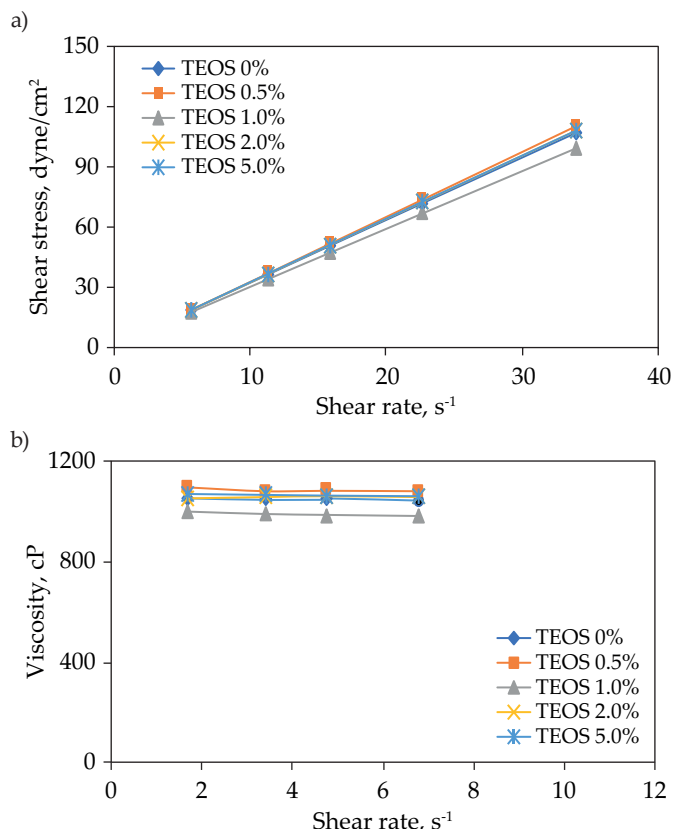 a)
150
120
90
60
30
0
Shear stress, dyne/cm²
TEOS 0%
TEOS 0.5%
TEOS 1.0%
TEOS 2.0%
TEOS 5.0%
0 10 20 30 40
Shear rate, s⁻¹
b)
1200
800
400
0
Viscosity, cP
TEOS 0%
TEOS 0.5%
TEOS 1.0%
TEOS 2.0%
TEOS 5.0%
0 2 4 6 8 10 12
Shear rate, s⁻¹